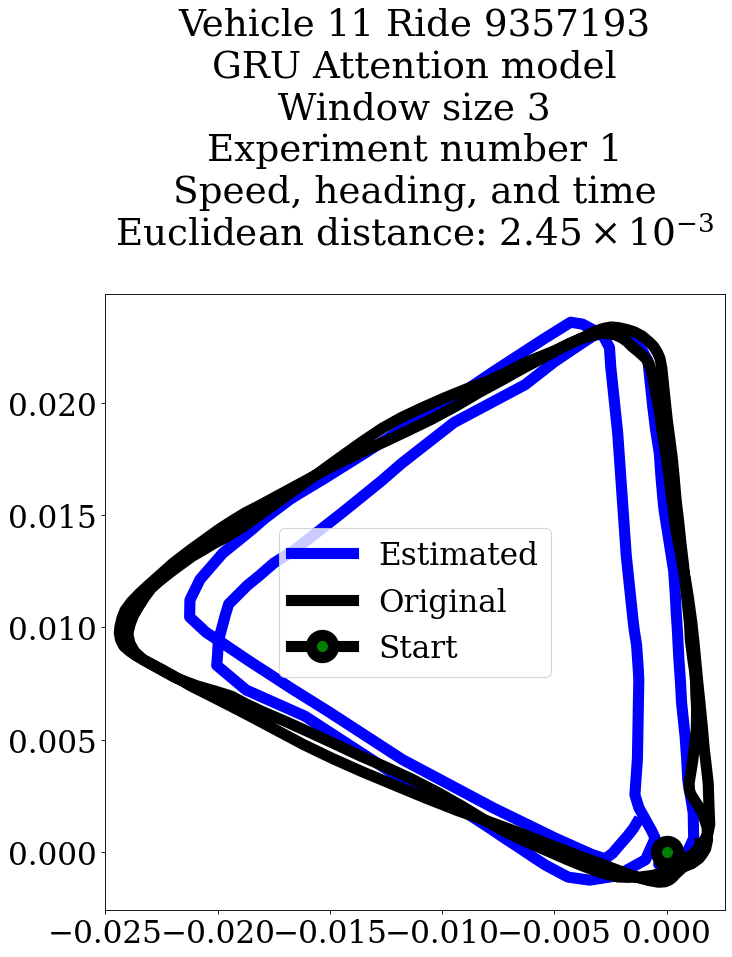 Vehicle 11 Ride 9357193
GRU Attention model
Window size 3
Experiment number 1
Speed, heading, and time
Euclidean distance: 2.45 × 10⁻³
0.020
0.015
0.010
0.005
0.000
Estimated
Original
Start
−0.025 −0.020 −0.015 −0.010 −0.005 0.000